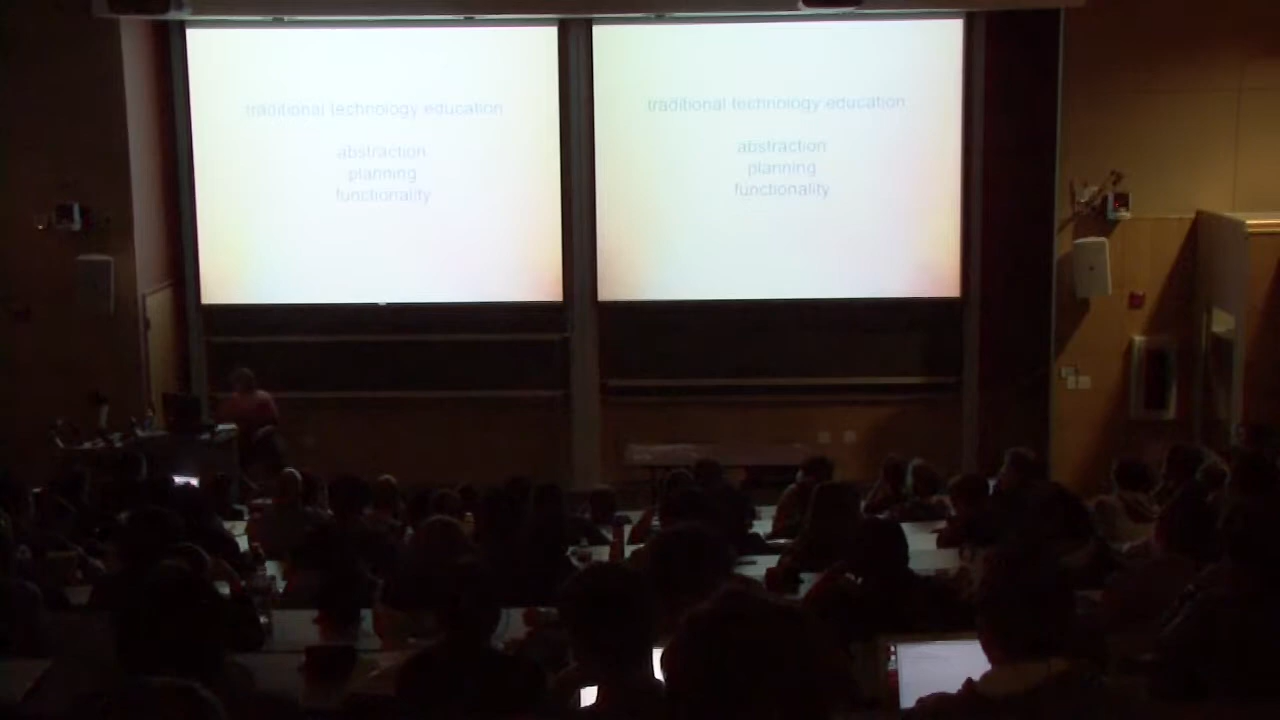 traditional technology education
abstraction
planning
functionality
traditional technology education
abstraction
planning
functionality